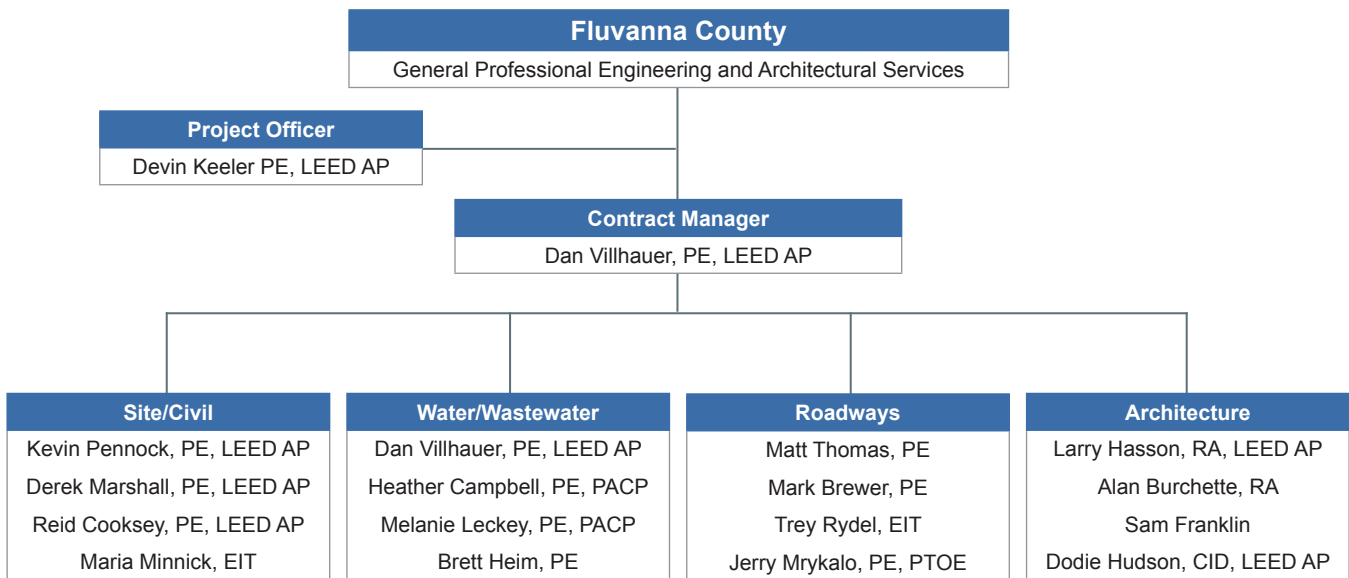 Fluvanna County
General Professional Engineering and Architectural Services
Project Officer
Devin Keeler PE, LEED AP
Contract Manager
Dan Villhauer, PE, LEED AP
Site/Civil
Kevin Pennock, PE, LEED AP
Derek Marshall, PE, LEED AP
Reid Cooksey, PE, LEED AP
Maria Minnick, EIT
Water/Wastewater
Dan Villhauer, PE, LEED AP
Heather Campbell, PE, PACP
Melanie Leckey, PE, PACP
Brett Heim, PE
Roadways
Matt Thomas, PE
Mark Brewer, PE
Trey Rydel, EIT
Jerry Mrykalo, PE, PTOE
Architecture
Larry Hasson, RA, LEED AP
Alan Burchette, RA
Sam Franklin
Dodie Hudson, CID, LEED AP